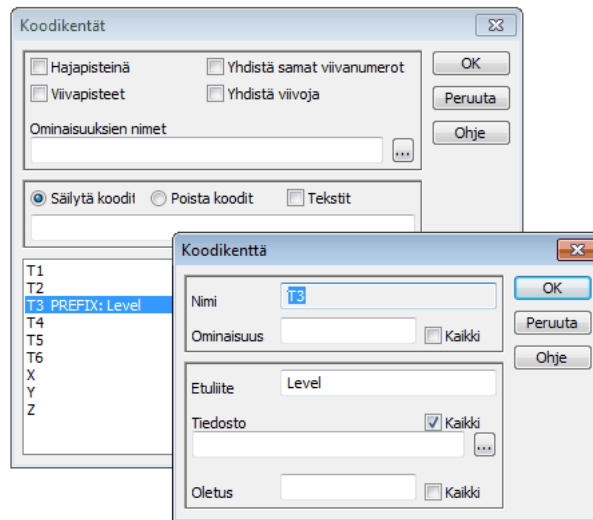 Koodikentät
Hajapisteinä
Yhdistä samat viivanumerot
OK
Viivapisteet
Yhdistä viivoja
Peruuta
Ominaisuuksien nimet
Ohje
...
Säilytä koodit
Poista koodit
Tekstit
T1
T2
T3 PREFIX: Level
T4
T5
T6
X
Y
Z
Koodikenttä
Nimi
T3
OK
Ominaisuus
Kaikki
Peruuta
Ohje
Etuliite
Level
Tiedosto
Kaikki
...
Oletus
Kaikki